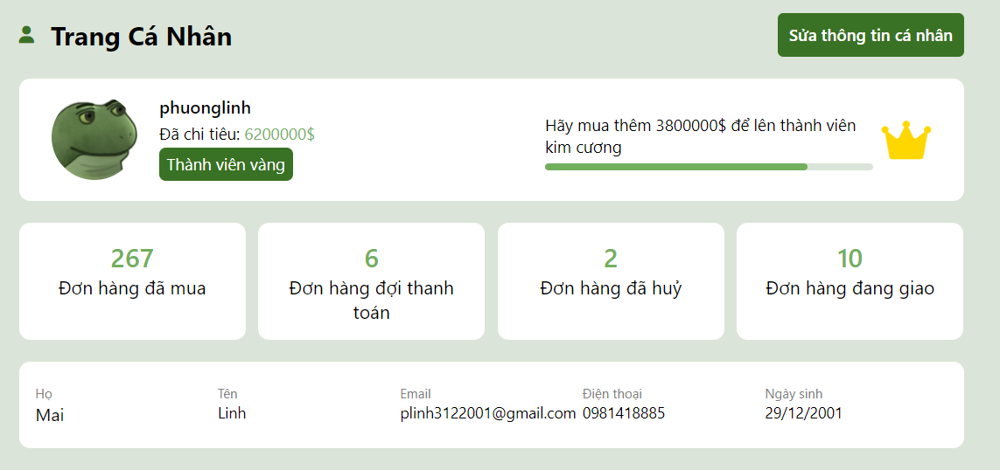 Trang Cá Nhân
Sửa thông tin cá nhân
phuonglinh
Đã chi tiêu: 6200000$
Thành viên vàng
Hãy mua thêm 3800000$ để lên thành viên
kim cương
267
Đơn hàng đã mua
6
Đơn hàng đợi thanh
toán
2
Đơn hàng đã huỷ
10
Đơn hàng đang giao
Họ
Mai
Tên
Linh
Email
plinh3122001@gmail.com
Điện thoại
0981418885
Ngày sinh
29/12/2001